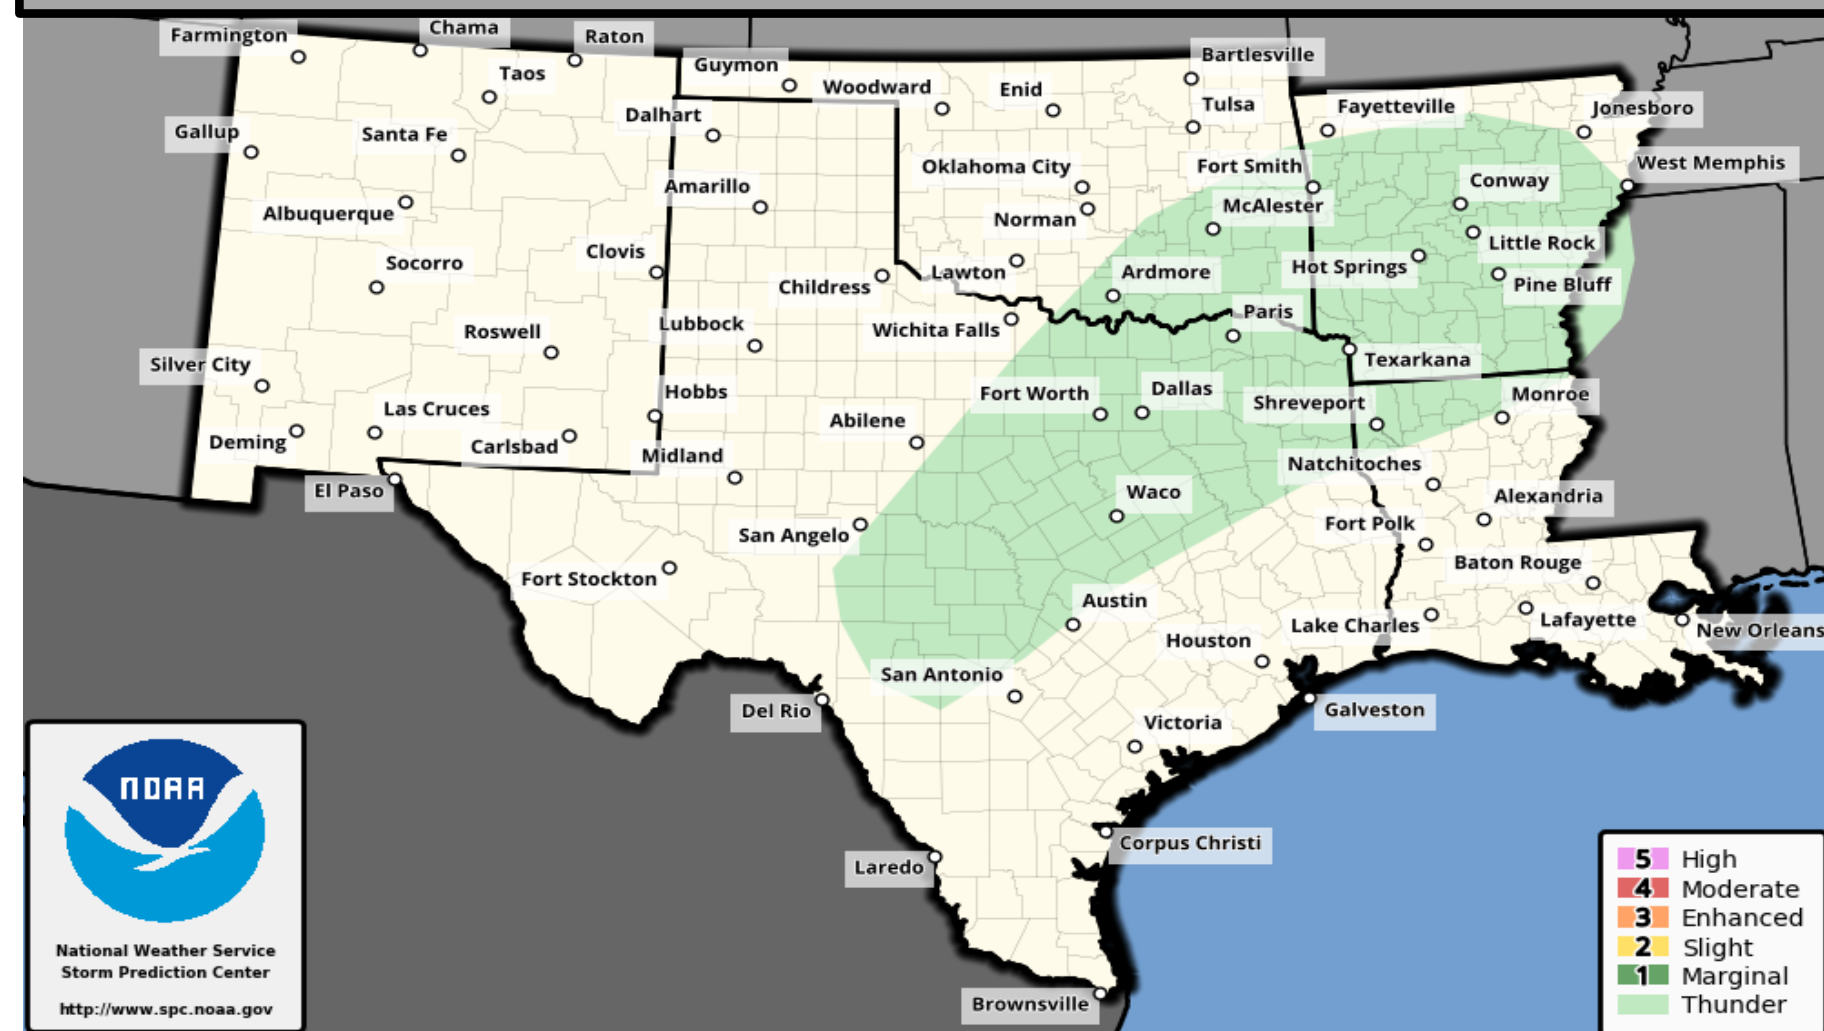 Farmington
Chama
Raton
Taos
Guymon
Woodward
Enid
Bartlesville
Tulsa
Fayetteville
Jonesboro
Gallup
Santa Fe
Dalhart
Oklahoma City
Fort Smith
Conway
West Memphis
Albuquerque
Amarillo
Norman
McAlester
Socorro
Clovis
Childress
Lawton
Ardmore
Hot Springs
Little Rock
Pine Bluff
Roswell
Lubbock
Wichita Falls
Paris
Texarkana
Silver City
Las Cruces
Hobbs
Abilene
Fort Worth
Dallas
Shreveport
Monroe
Deming
Carlsbad
Midland
Natchitoches
El Paso
San Angelo
Waco
Alexandria
Fort Polk
Fort Stockton
Austin
Baton Rouge
Houston
Lake Charles
Lafayette
New Orleans
San Antonio
Del Rio
Victoria
Galveston
Corpus Christi
Laredo
Brownsville
NOAA
National Weather Service
Storm Prediction Center
http://www.spc.noaa.gov
5 High
4 Moderate
3 Enhanced
2 Slight
1 Marginal
Thunder